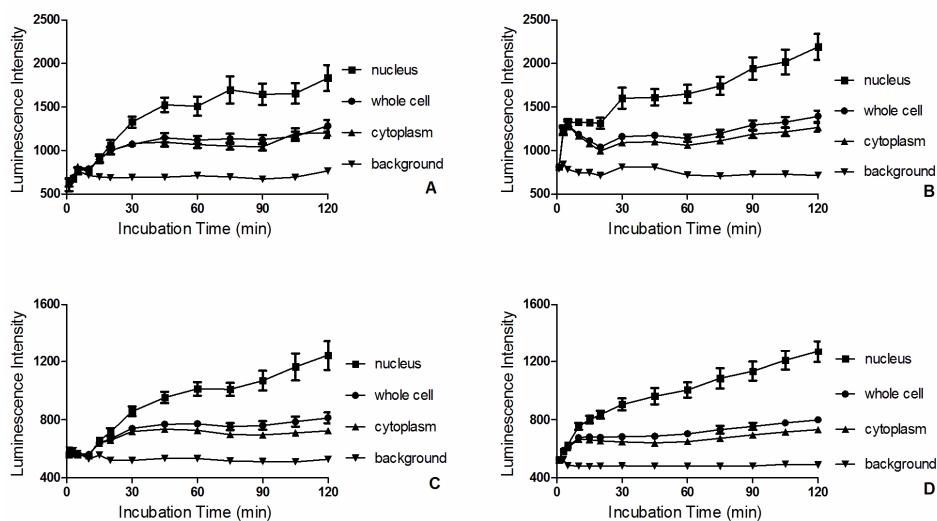 2500
2000
1500
1000
500
Luminescence Intensity
0 30 60 90 120
Incubation Time (min)
nucleus
whole cell
cytoplasm
background
A
2500
2000
1500
1000
500
Luminescence Intensity
0 30 60 90 120
Incubation Time (min)
nucleus
whole cell
cytoplasm
background
B
1600
1200
800
400
Luminescence Intensity
0 30 60 90 120
Incubation Time (min)
nucleus
whole cell
cytoplasm
background
C
1600
1200
800
400
Luminescence Intensity
0 30 60 90 120
Incubation Time (min)
nucleus
whole cell
cytoplasm
background
D